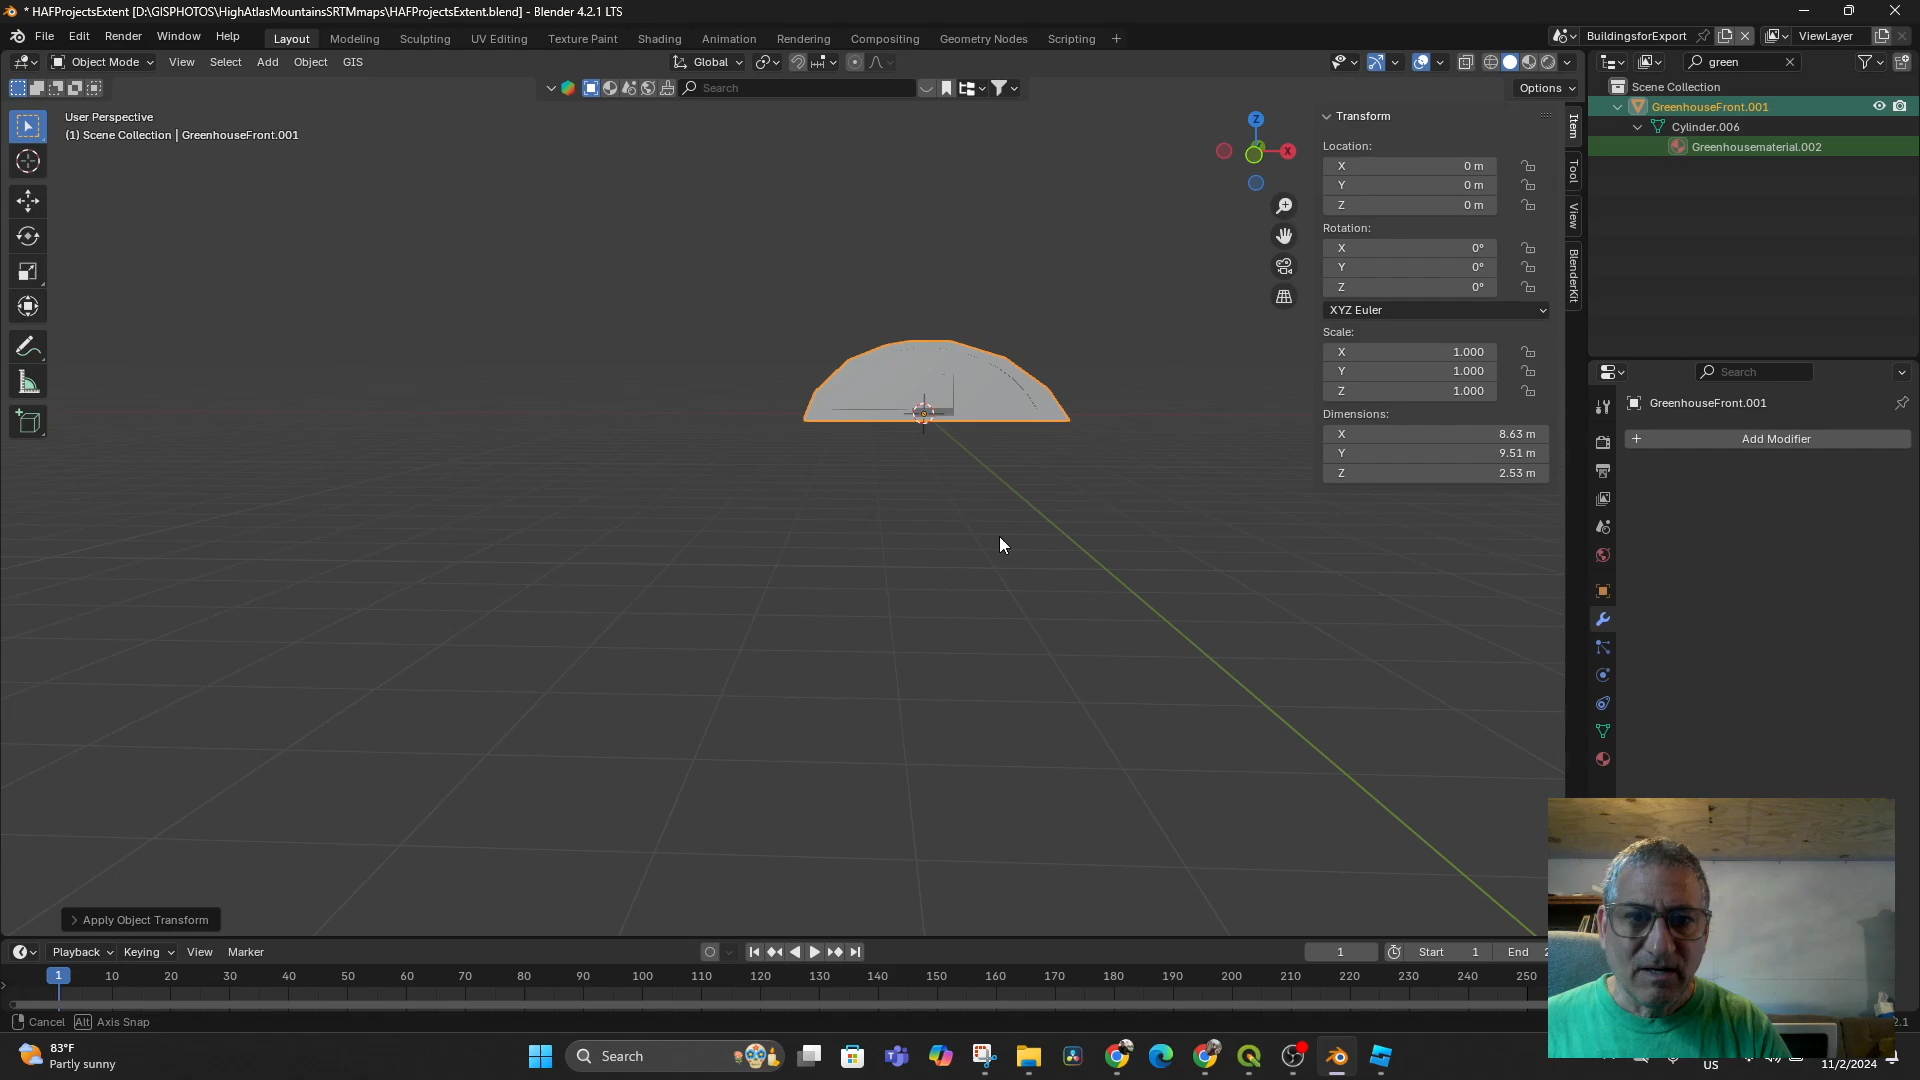 * HAFProjectsExtent [D:\GISPHOTOS\HighAtlasMountainsSRTMmaps\HAFProjectsExtent.blend] - Blender 4.2.1 LTS
File Edit Render Window Help
Layout Modeling Sculpting UV Editing Texture Paint Shading Animation Rendering Compositing Geometry Nodes Scripting +
BuildingsforExport
ViewLayer
Object Mode View Select Add Object GIS
Global
green
Search
Options
User Perspective
(1) Scene Collection | GreenhouseFront.001
Z
X
Transform
Location:
X 0 m
Y 0 m
Z 0 m
Rotation:
X 0°
Y 0°
Z 0°
XYZ Euler
Scale:
X 1.000
Y 1.000
Z 1.000
Dimensions:
X 8.63 m
Y 9.51 m
Z 2.53 m
Item
Tool
View
BlenderKit
Scene Collection
GreenhouseFront.001
Cylinder.006
Greenhousematerial.002
Search
GreenhouseFront.001
+ Add Modifier
Apply Object Transform
Playback Keying View Marker
1
Start 1
End 2
1 10 20 30 40 50 60 70 80 90 100 110 120 130 140 150 160 170 180 190 200 210 220 230 240 250
Cancel Alt Axis Snap
2.1
83°F
Partly sunny
Search
US
11/2/2024